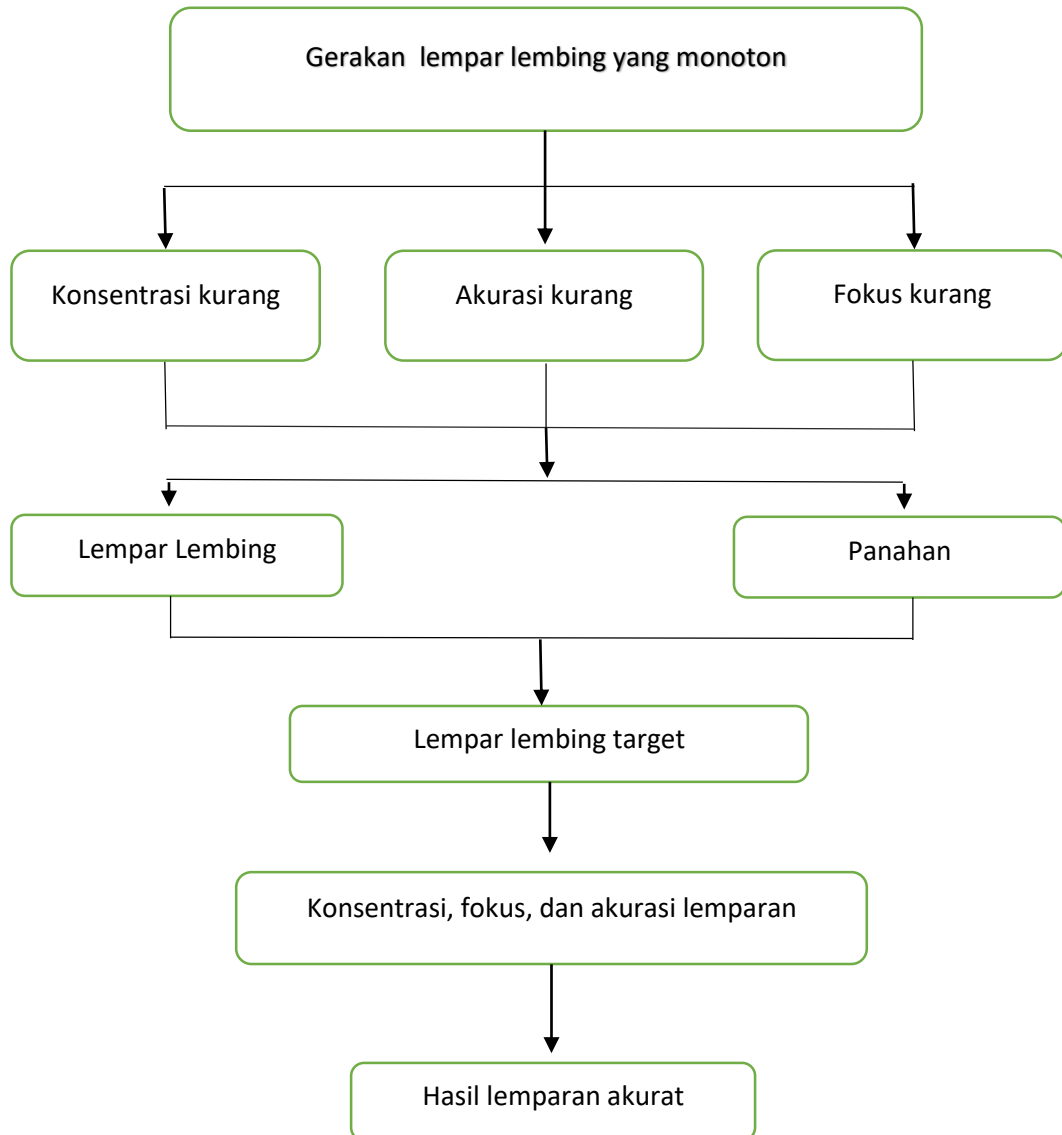 Gerakan  lempar lembing yang monoton
Konsentrasi kurang
Akurasi kurang
Fokus kurang
Lempar Lembing
Panahan
Lempar lembing target
Konsentrasi, fokus, dan akurasi lemparan
Hasil lemparan akurat